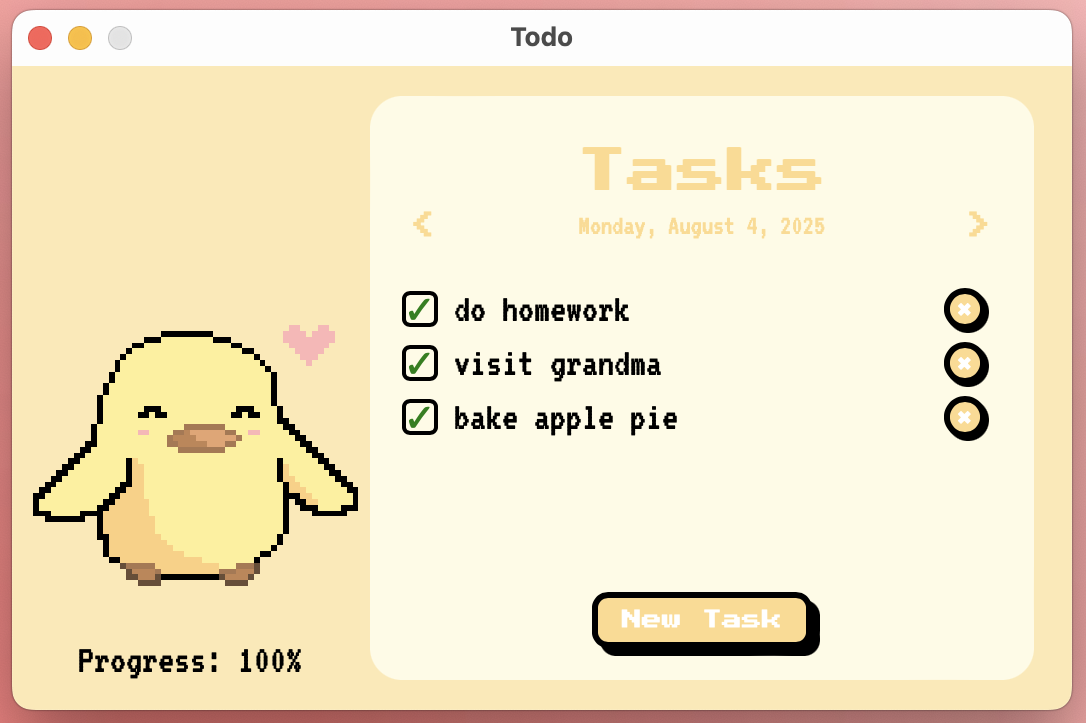 Todo
Tasks
Monday, August 4, 2025
do homework
visit grandma
bake apple pie
New Task
Progress: 100%